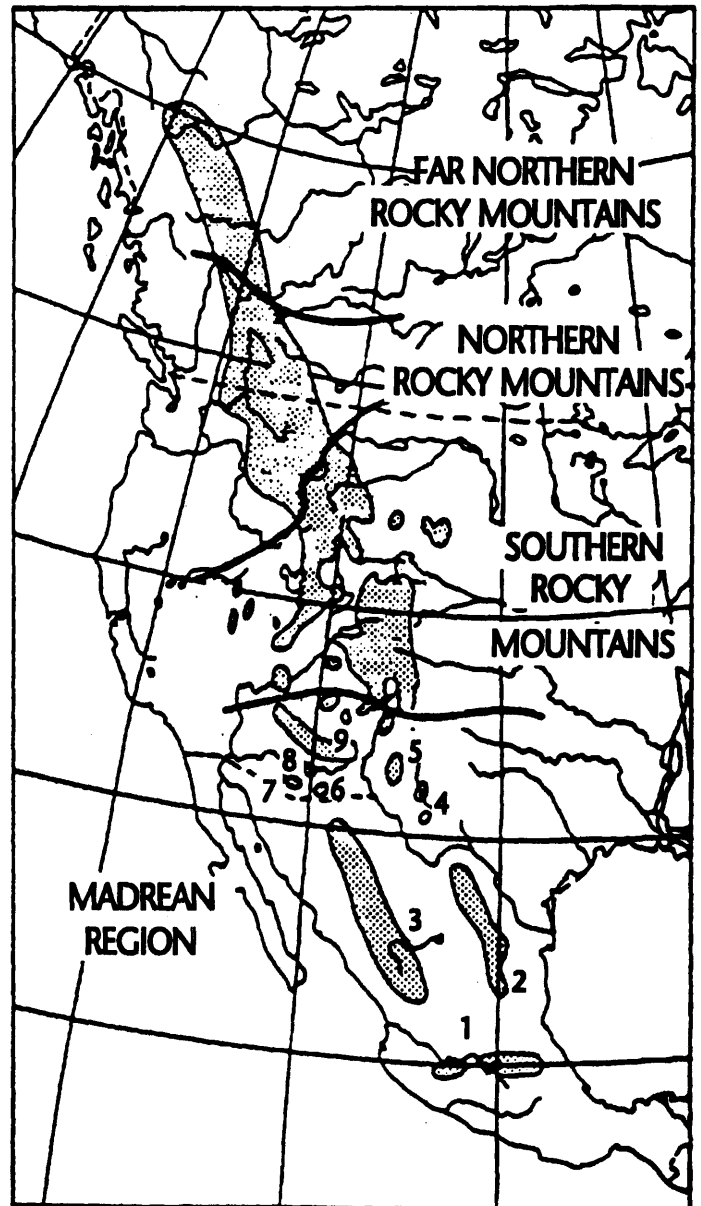 FAR NORTHERN
ROCKY MOUNTAINS
NORTHERN
ROCKY MOUNTAINS
SOUTHERN
ROCKY
MOUNTAINS
9
8
5
7
6
4
MADREAN
REGION
3
2
1